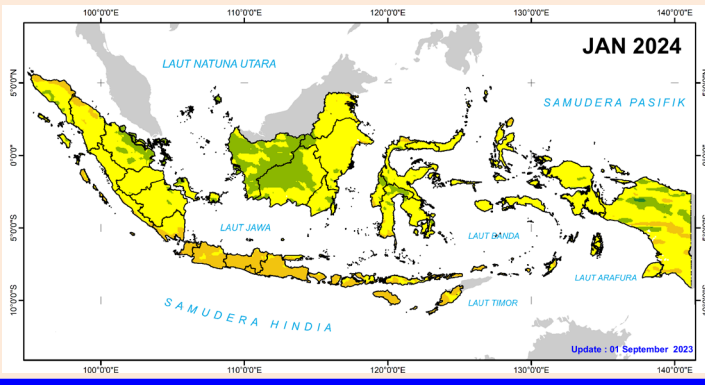 100°0'0"E 110°0'0"E 120°0'0"E 130°0'0"E 140°0'0"E
JAN 2024
LAUT NATUNA UTARA
5°0'0"N
SAMUDERA PASIFIK
0°0'0"
LAUT JAWA
LAUT BANDA
5°0'0"S
LAUT ARAFURA
SAMUDERA HINDIA
LAUT TIMOR
10°0'0"S
Update : 01 September 2023
100°0'0"E 110°0'0"E 120°0'0"E 130°0'0"E 140°0'0"E